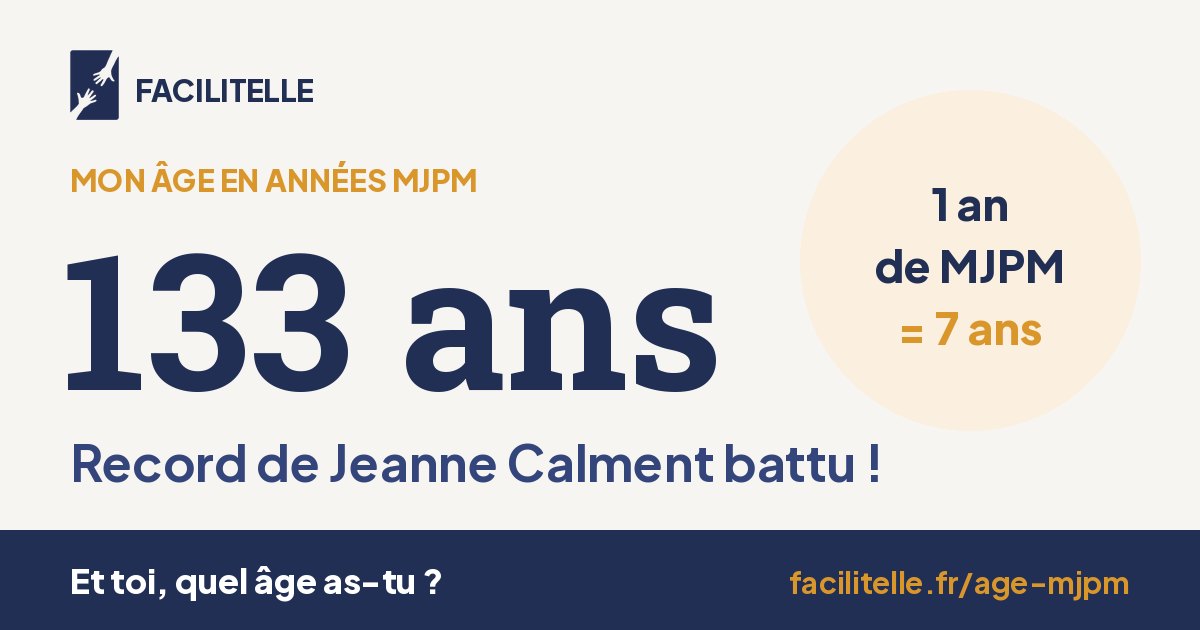 FACILITELLE
MON ÂGE EN ANNÉES MJPM
133 ans
Record de Jeanne Calment battu !
1 an
de MJPM
= 7 ans
Et toi, quel âge as-tu ?
facilitelle.fr/age-mjpm